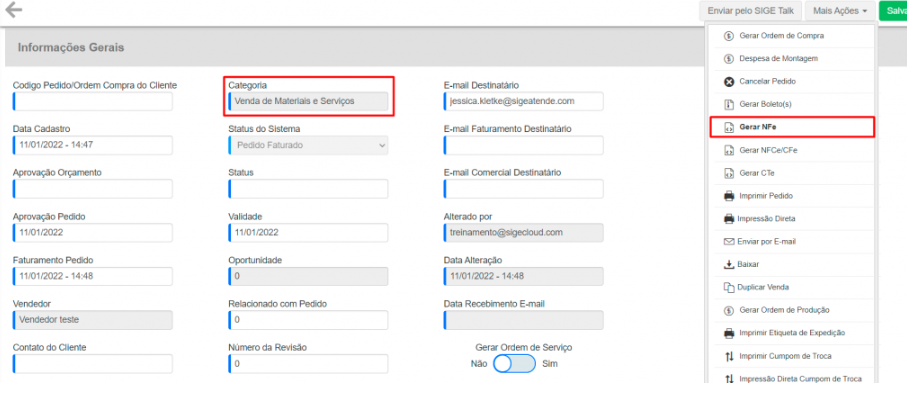 Enviar pelo SIGE Talk Mais Ações Salva
Informações Gerais
Codigo Pedido/Ordem Compra do Cliente Categoria E-mail Destinatário
Venda de Materiais e Serviços jessica.kletke@sigeatende.com
Data Cadastro Status do Sistema E-mail Faturamento Destinatário
11/01/2022 - 14:47 Pedido Faturado
Aprovação Orçamento Status E-mail Comercial Destinatário
Aprovação Pedido Validade Alterado por
11/01/2022 11/01/2022 treinamento@sigecloud.com
Faturamento Pedido Oportunidade Data Alteração
11/01/2022 - 14:48 0 11/01/2022 - 14:48
Vendedor Relacionado com Pedido Data Recebimento E-mail
Vendedor teste 0
Contato do Cliente Número da Revisão Gerar Ordem de Serviço
0 Não Sim
Gerar Ordem de Compra
Despesa de Montagem
Cancelar Pedido
Gerar Boleto(s)
Gerar NFe
Gerar NFCe/CFe
Gerar CTe
Imprimir Pedido
Impressão Direta
Enviar por E-mail
Baixar
Duplicar Venda
Gerar Ordem de Produção
Imprimir Etiqueta de Expedição
Imprimir Cumpom de Troca
Impressão Direta Cumpom de Troca